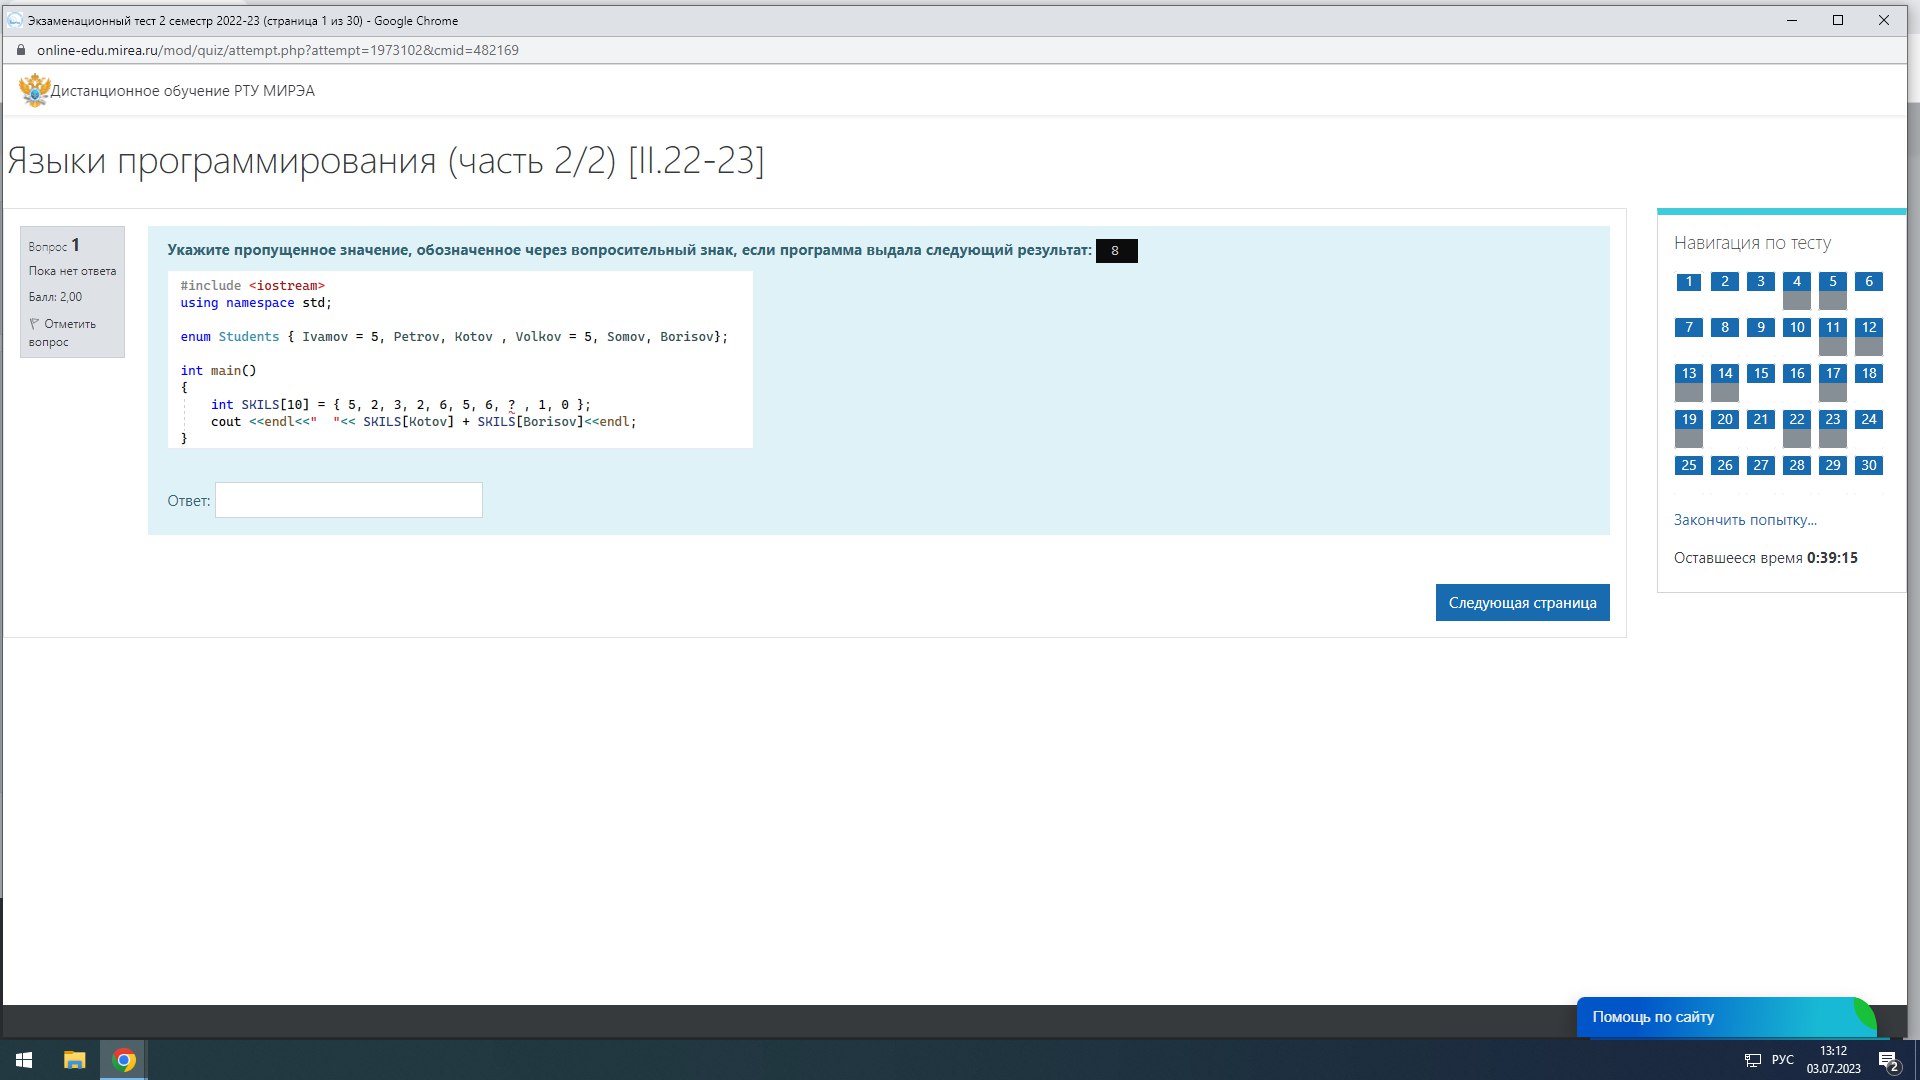 Экзаменационный тест 2 семестр 2022-23 (страница 1 из 30) - Google Chrome
online-edu.mirea.ru/mod/quiz/attempt.php?attempt=1973102&cmid=482169
Дистанционное обучение РТУ МИРЭА
Языки программирования (часть 2/2) [II.22-23]
Вопрос 1
Пока нет ответа
Балл: 2,00
Отметить
вопрос
Укажите пропущенное значение, обозначенное через вопросительный знак, если программа выдала следующий результат: 8
#include <iostream>
using namespace std;
enum Students { Ivamov = 5, Petrov, Kotov , Volkov = 5, Somov, Borisov};
int main()
{
int SKILS[10] = { 5, 2, 3, 2, 6, 5, 6, ? , 1, 0 };
cout <<endl<<"  "<< SKILS[Kotov] + SKILS[Borisov]<<endl;
}
Ответ:
Следующая страница
Навигация по тесту
1 2 3 4 5 6
7 8 9 10 11 12
13 14 15 16 17 18
19 20 21 22 23 24
25 26 27 28 29 30
Закончить попытку...
Оставшееся время 0:39:15
Помощь по сайту
РУС
13:12
03.07.2023
2